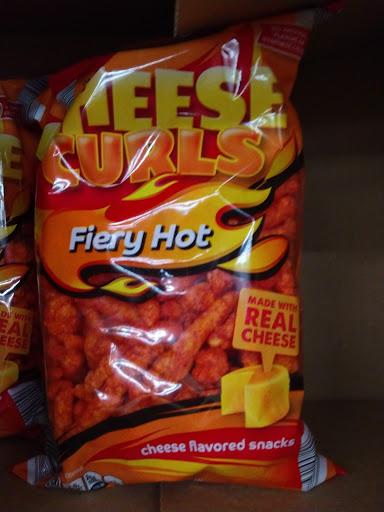 CHEESE
CURLS
Fiery Hot
MADE WITH
REAL
CHEESE
cheese flavored snacks